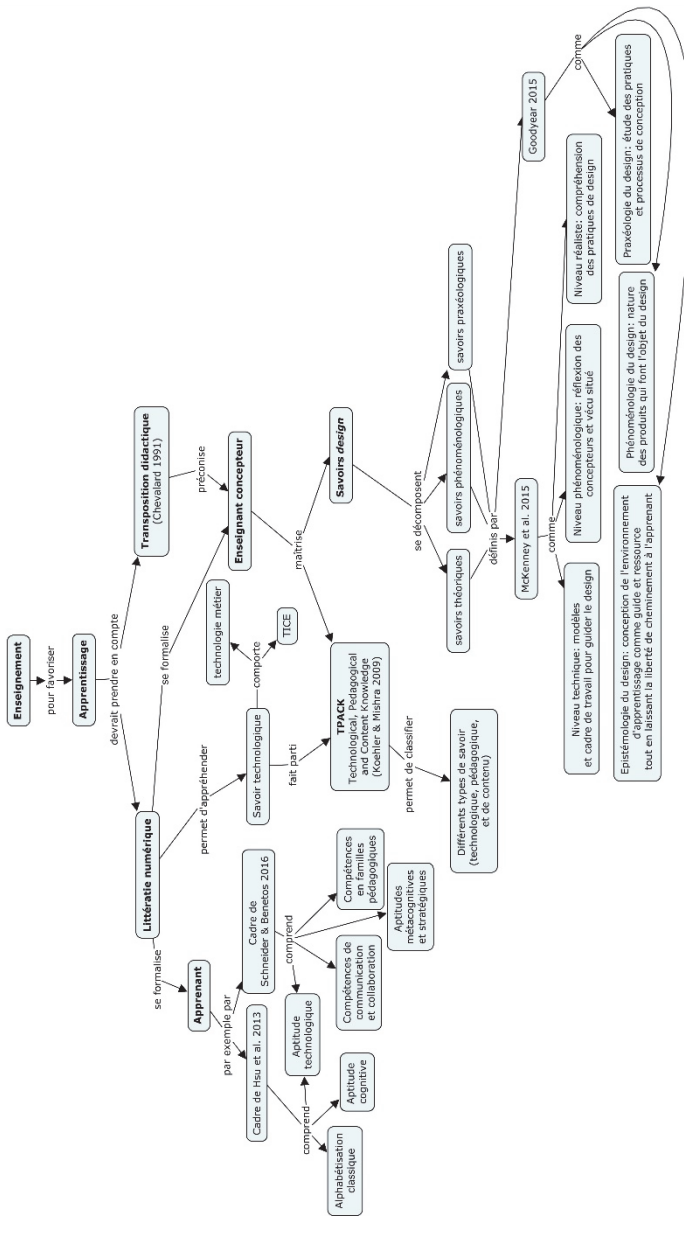 Enseignement
pour favoriser
Apprentissage
devrait prendre en compte
Littératie numérique
Transposition didactique
(Chevalard 1991)
se formalise
permet d'appréhender
se formalise
préconise
Apprenant
Savoir technologique
technologie métier
Enseignant concepteur
comporte
TICE
par exemple par
fait parti
maîtrise
Cadre de Hsu et al. 2013
Cadre de
Schneider & Benetos 2016
TPACK
Technological, Pedagogical
and Content Knowledge
(Koehler & Mishra 2009)
Savoirs design
comprend
comprend
Aptitude
technologique
Alphabétisation
classique
Aptitude
cognitive
Compétences de
communication
et collaboration
Compétences
en familles
pédagogiques
Aptitudes
métacognitives
et stratégiques
permet de classifier
Différents types de savoir
(technologique, pédagogique,
et de contenu)
se décomposent
savoirs théoriques
savoirs phénoménologiques
savoirs praxéologiques
définis par
McKenney et al. 2015
Goodyear 2015
comme
comme
Niveau technique: modèles
et cadre de travail pour guider le design
Niveau phénoménologique: réflexion des
concepteurs et vécu situé
Niveau réaliste: compréhension
des pratiques de design
Epistémologie du design: conception de l'environnement
d'apprentissage comme guide et ressource
tout en laissant la liberté de cheminement à l'apprenant
Phénoménologie du design: nature
des produits qui font l'objet du design
Praxéologie du design: étude des pratiques
et processus de conception